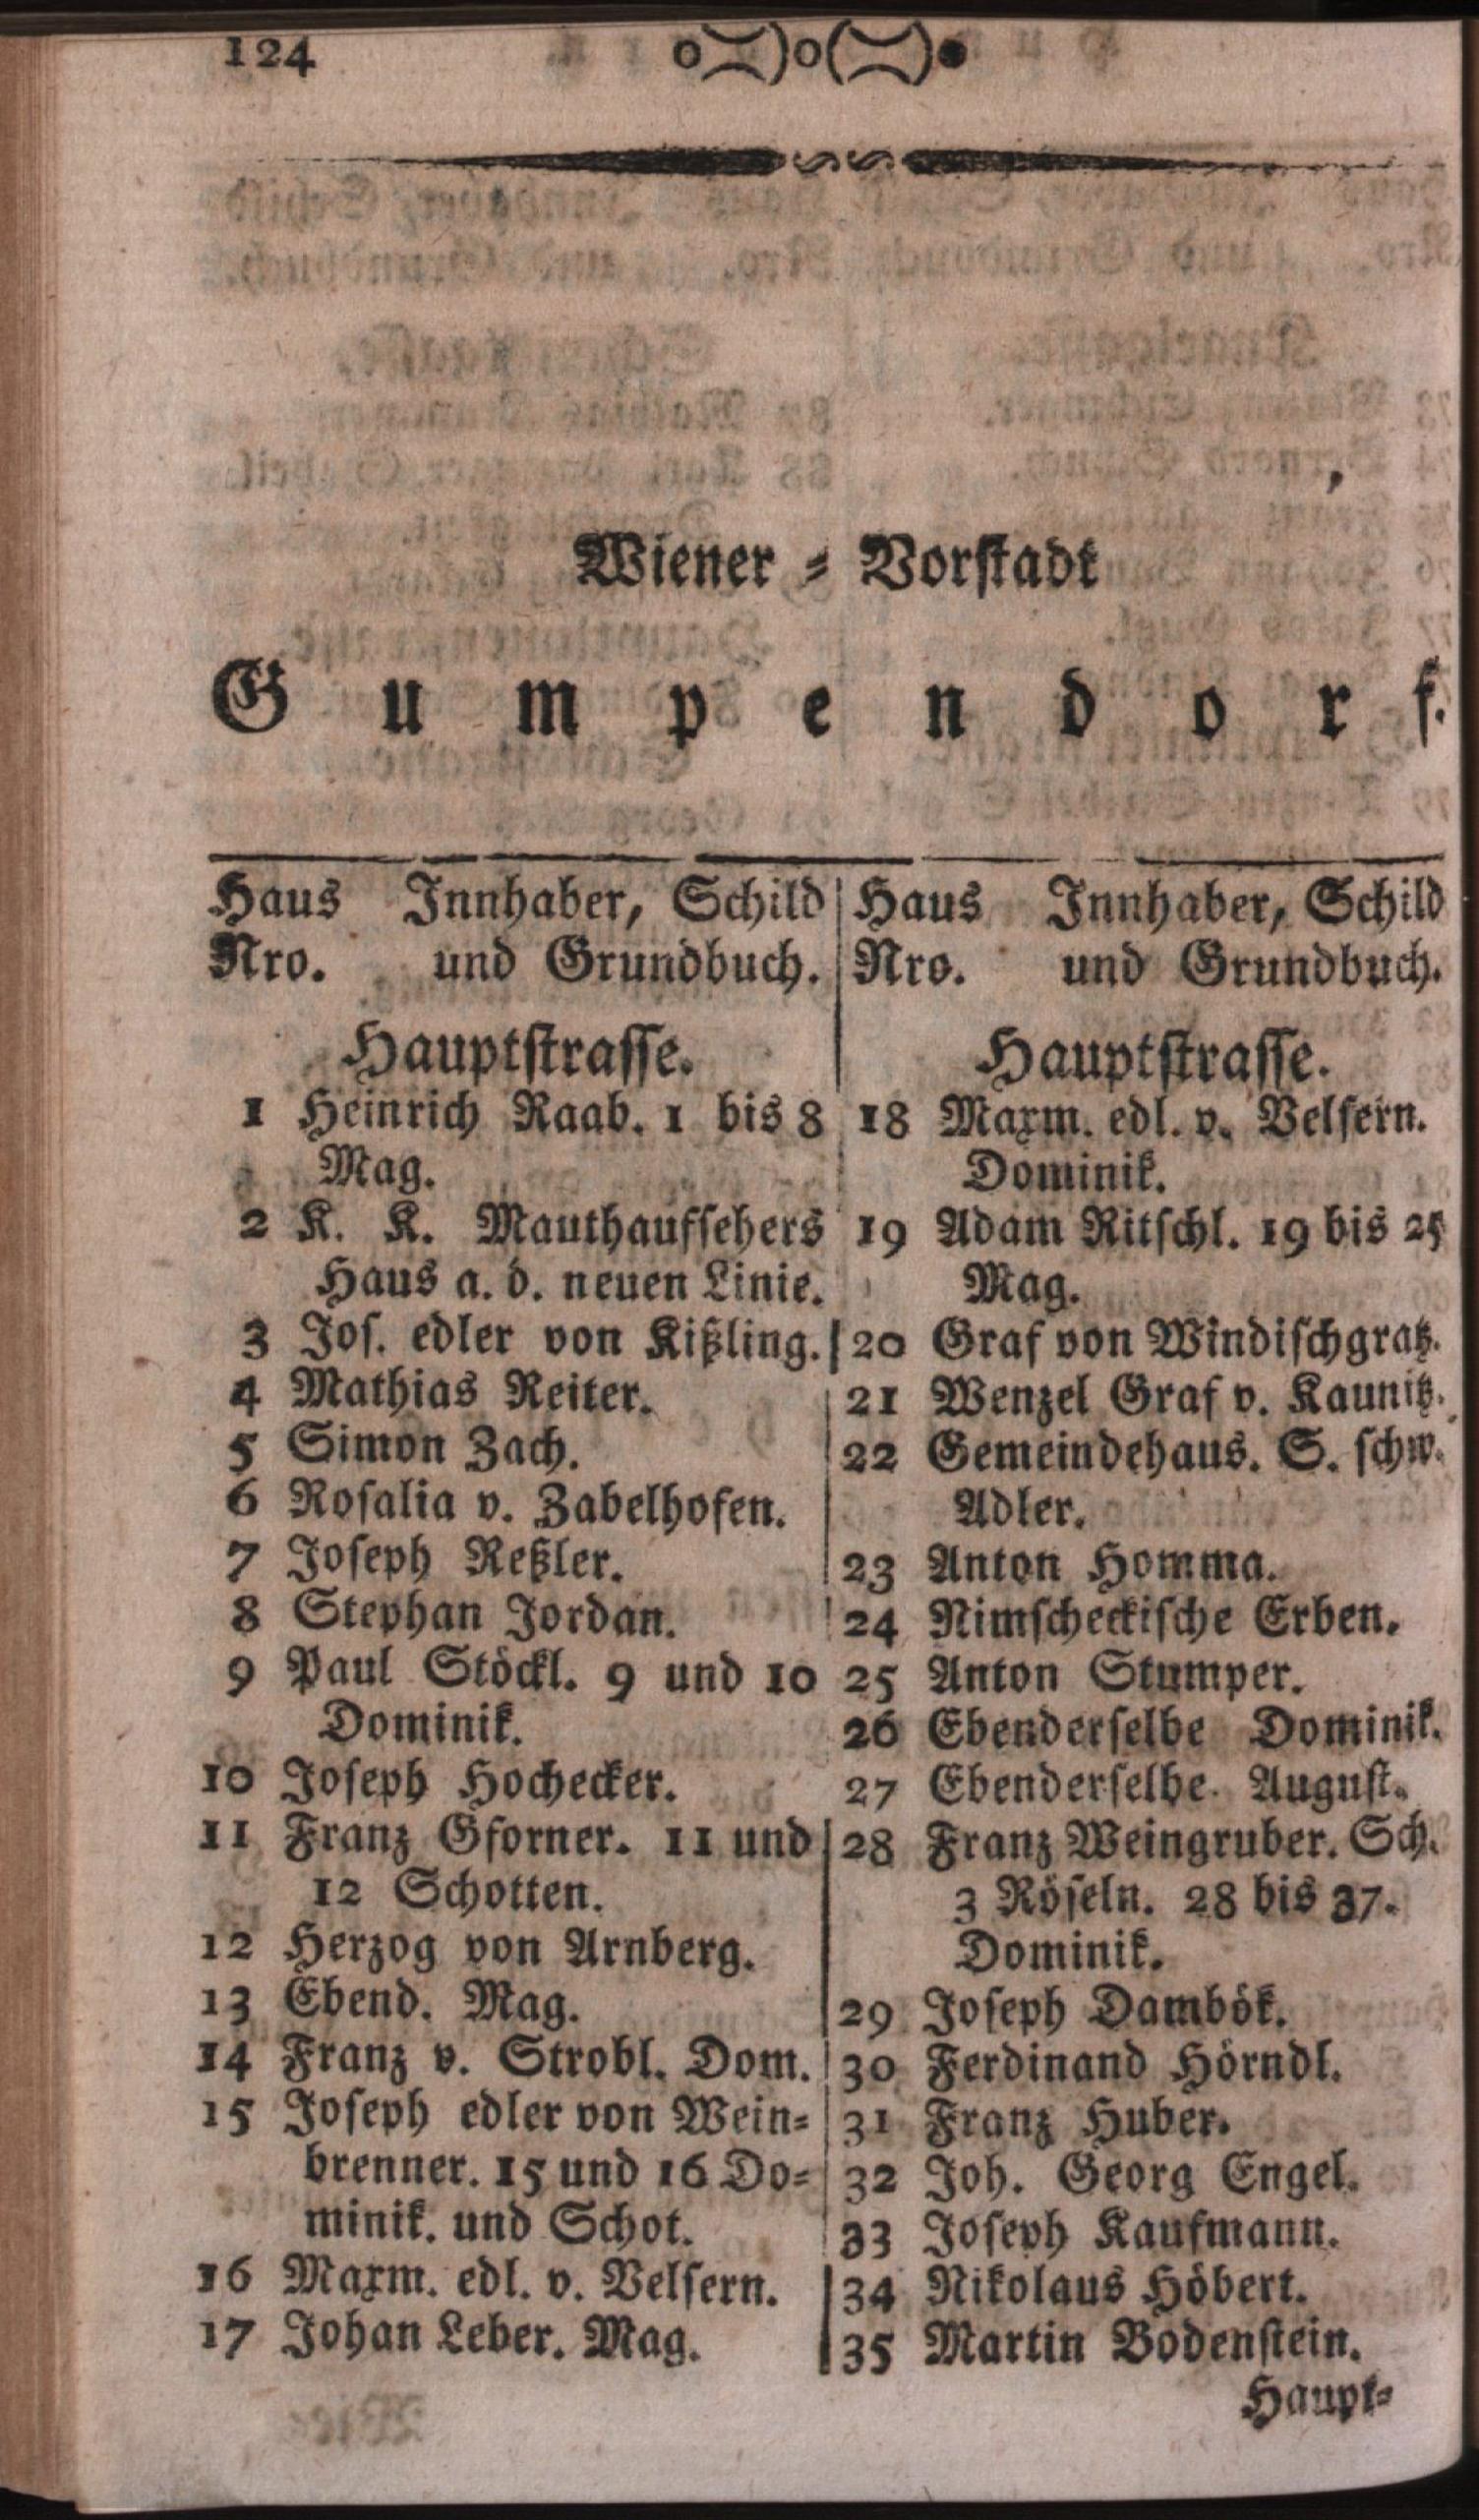 124
Wiener = Vorstadt
Gumpendorf.
Haus Innhaber, Schild
Nro. und Grundbuch.
Hauptstrasse.
1 Heinrich Raab. 1 bis 8
Mag.
2 K. K. Mauthaufsehers
Haus a. d. neuen Linie.
3 Jos. edler von Kißling.
4 Mathias Reiter.
5 Simon Zach.
6 Rosalia v. Zabelhofen.
7 Joseph Reßler.
8 Stephan Jordan.
9 Paul Stöckl. 9 und 10
Dominik.
10 Joseph Hochecker.
11 Franz Gforner. 11 und
12 Schotten.
12 Herzog von Arnberg.
13 Ebend. Mag.
14 Franz v. Strobl. Dom.
15 Joseph edler von Wein=
brenner. 15 und 16 Do=
minik. und Schot.
16 Maxm. edl. v. Velsern.
17 Johan Leber. Mag.
Haus Innhaber, Schild
Nro. und Grundbuch.
Hauptstrasse.
18 Maxm. edl. v. Velsern.
Dominik.
19 Adam Ritschl. 19 bis 25
Mag.
20 Graf von Windischgratz.
21 Wenzel Graf v. Kaunitz.
22 Gemeindehaus. S. schw.
Adler.
23 Anton Homma.
24 Nimscheckische Erben.
25 Anton Stumper.
26 Ebenderselbe Dominik.
27 Ebenderselbe. August.
28 Franz Weingruber. Sch.
3 Röseln. 28 bis 37.
Dominik.
29 Joseph Dambök.
30 Ferdinand Hörndl.
31 Franz Huber.
32 Joh. Georg Engel.
33 Joseph Kaufmann.
34 Nikolaus Höbert.
35 Martin Bodenstein.
Haupt=